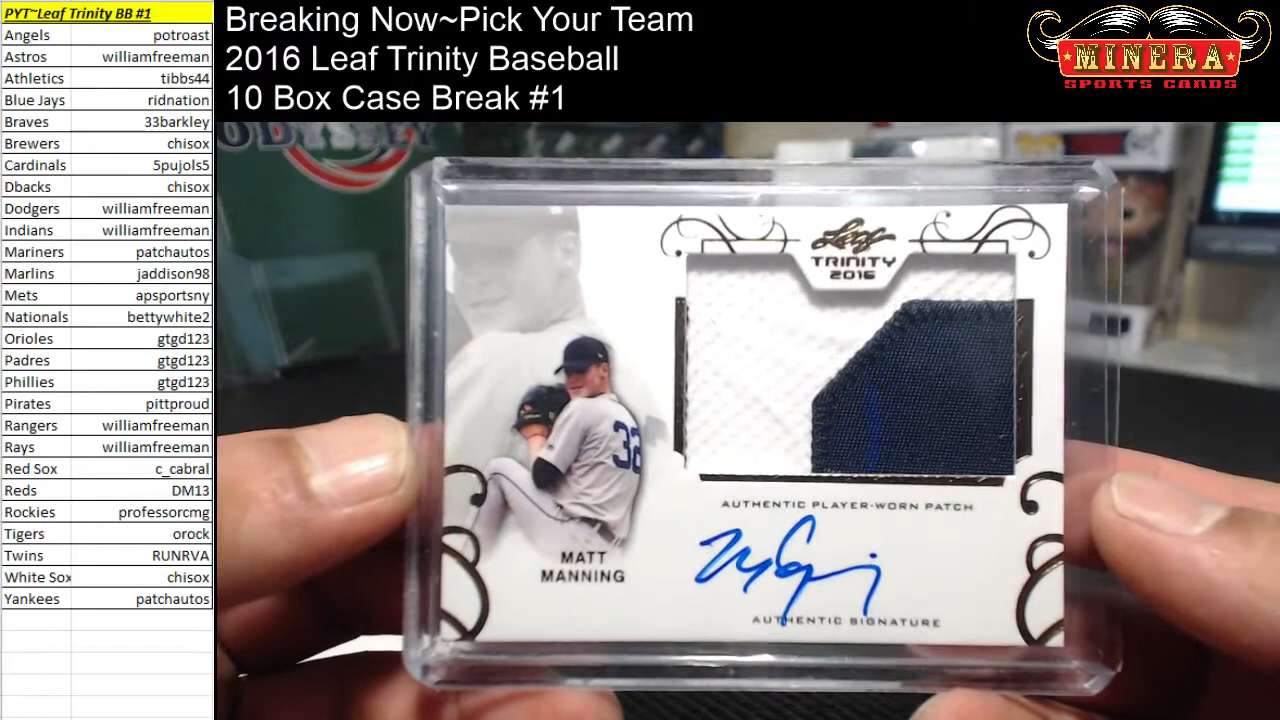 PYT~Leaf Trinity BB #1
Angels potroast
Astros williamfreeman
Athletics tibbs44
Blue Jays ridnation
Braves 33barkley
Brewers chisox
Cardinals 5pujols5
Dbacks chisox
Dodgers williamfreeman
Indians williamfreeman
Mariners patchautos
Marlins jaddison98
Mets apsportsny
Nationals bettywhite2
Orioles gtgd123
Padres gtgd123
Phillies gtgd123
Pirates pittproud
Rangers williamfreeman
Rays williamfreeman
Red Sox c_cabral
Reds DM13
Rockies professorcmg
Tigers orock
Twins RUNRVA
White Sox chisox
Yankees patchautos
Breaking Now~Pick Your Team
2016 Leaf Trinity Baseball
10 Box Case Break #1
MINERA
SPORTS CARDS
Leaf
TRINITY
2016
32
AUTHENTIC PLAYER-WORN PATCH
MATT
MANNING
AUTHENTIC SIGNATURE